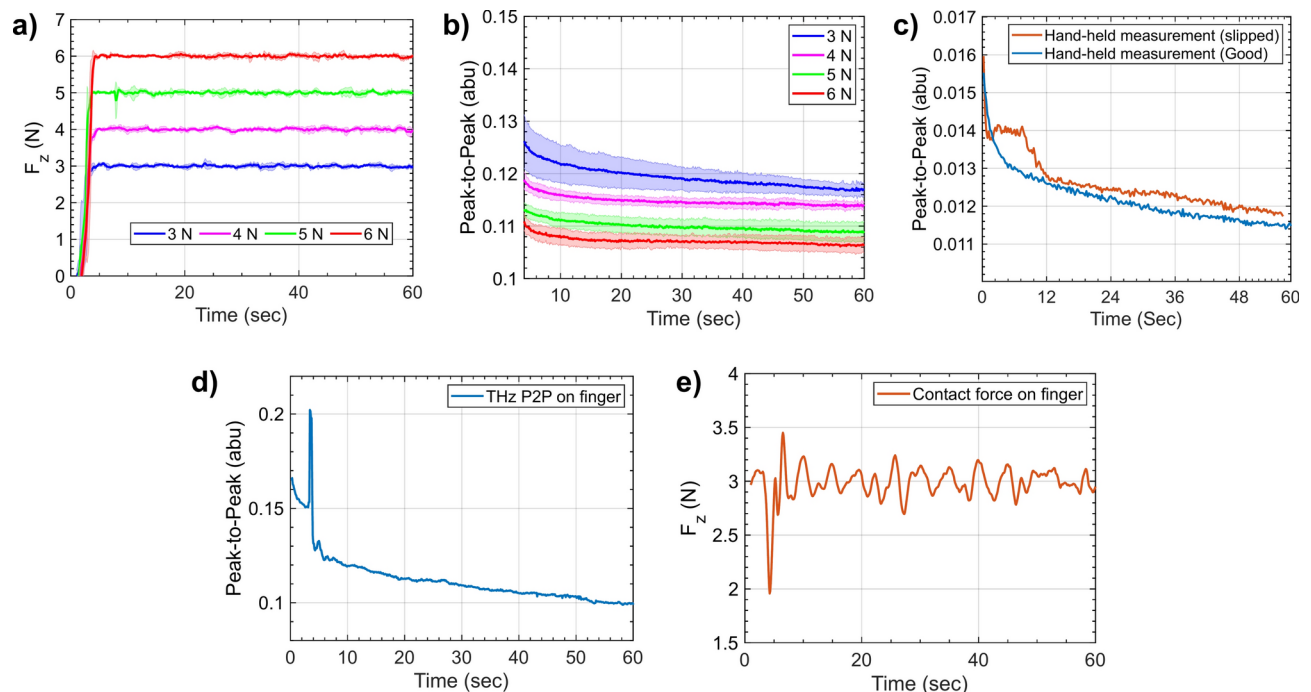 a)
F_z (N)
6
5
4
3
2
1
0
3 N 4 N 5 N 6 N
0 20 40 60
Time (sec)
b)
Peak-to-Peak (abu)
0.15
0.14
0.13
0.12
0.11
0.1
3 N
4 N
5 N
6 N
10 20 30 40 50 60
Time (sec)
c)
Peak-to-Peak (abu)
0.017
0.016
0.015
0.014
0.013
0.012
0.011
Hand-held measurement (slipped)
Hand-held measurement (Good)
0 12 24 36 48 60
Time (Sec)
d)
Peak-to-Peak (abu)
0.2
0.15
0.1
THz P2P on finger
0 10 20 30 40 50 60
Time (sec)
e)
F_z (N)
4
3.5
3
2.5
2
1.5
Contact force on finger
0 20 40 60
Time (sec)